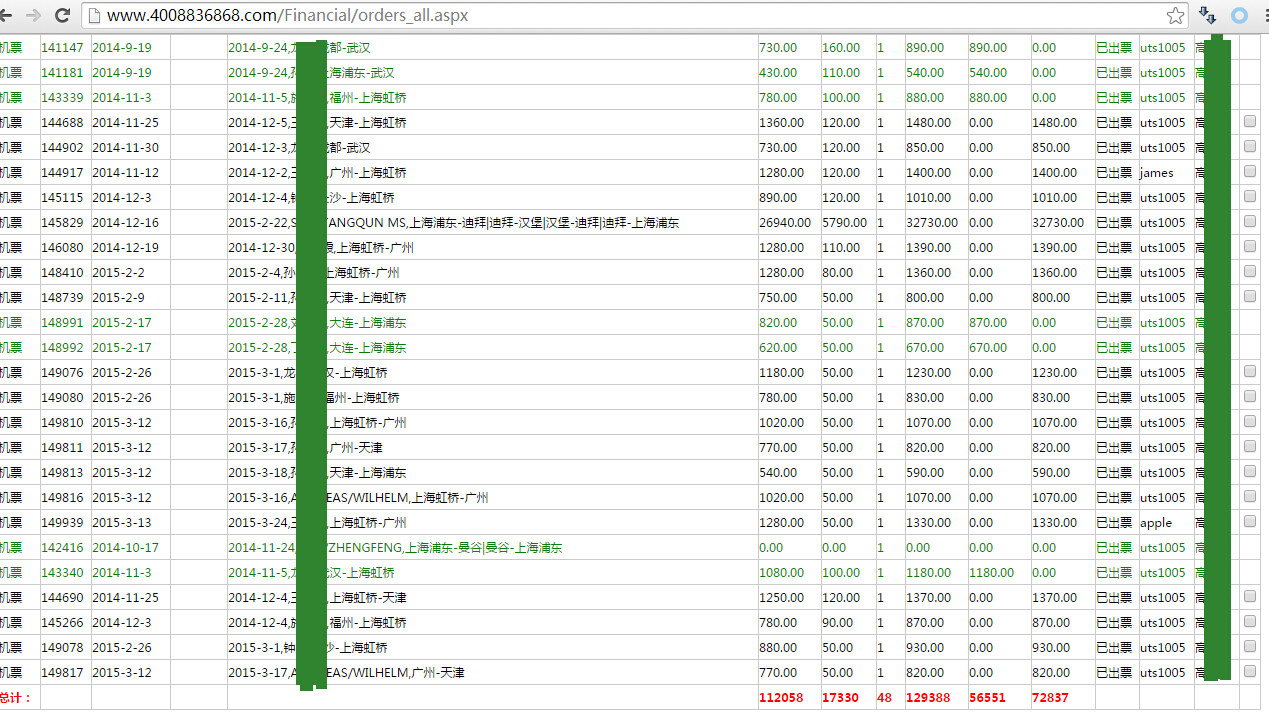 www.4008836868.com/Financial/orders_all.aspx
机票 141147 2014-9-19 2014-9-24,龙 成都-武汉 730.00 160.00 1 890.00 890.00 0.00 已出票 uts1005 高
机票 141181 2014-9-19 2014-9-24,孙 上海浦东-武汉 430.00 110.00 1 540.00 540.00 0.00 已出票 uts1005 高
机票 143339 2014-11-3 2014-11-5,施 ,福州-上海虹桥 780.00 100.00 1 880.00 880.00 0.00 已出票 uts1005 高
机票 144688 2014-11-25 2014-12-5,王 ,天津-上海虹桥 1360.00 120.00 1 1480.00 0.00 1480.00 已出票 uts1005 高
机票 144902 2014-11-30 2014-12-3,龙 成都-武汉 730.00 120.00 1 850.00 0.00 850.00 已出票 uts1005 高
机票 144917 2014-11-12 2014-12-2,王 ,广州-上海虹桥 1280.00 120.00 1 1400.00 0.00 1400.00 已出票 james 高
机票 145115 2014-12-3 2014-12-4,钟 长沙-上海虹桥 890.00 120.00 1 1010.00 0.00 1010.00 已出票 uts1005 高
机票 145829 2014-12-16 2015-2-22,S TANGQUN MS,上海浦东-迪拜|迪拜-汉堡|汉堡-迪拜|迪拜-上海浦东 26940.00 5790.00 1 32730.00 0.00 32730.00 已出票 uts1005 高
机票 146080 2014-12-19 2014-12-30, ,上海虹桥-广州 1280.00 110.00 1 1390.00 0.00 1390.00 已出票 uts1005 高
机票 148410 2015-2-2 2015-2-4,孙 上海虹桥-广州 1280.00 80.00 1 1360.00 0.00 1360.00 已出票 uts1005 高
机票 148739 2015-2-9 2015-2-11,孙 ,天津-上海虹桥 750.00 50.00 1 800.00 0.00 800.00 已出票 uts1005 高
机票 148991 2015-2-17 2015-2-28,刘 ,大连-上海浦东 820.00 50.00 1 870.00 870.00 0.00 已出票 uts1005 高
机票 148992 2015-2-17 2015-2-28,丁 ,大连-上海浦东 620.00 50.00 1 670.00 670.00 0.00 已出票 uts1005 高
机票 149076 2015-2-26 2015-3-1,龙 汉-上海虹桥 1180.00 50.00 1 1230.00 0.00 1230.00 已出票 uts1005 高
机票 149080 2015-2-26 2015-3-1,施 福州-上海虹桥 780.00 50.00 1 830.00 0.00 830.00 已出票 uts1005 高
机票 149810 2015-3-12 2015-3-16,孙 ,上海虹桥-广州 1020.00 50.00 1 1070.00 0.00 1070.00 已出票 uts1005 高
机票 149811 2015-3-12 2015-3-17,孙 ,广州-天津 770.00 50.00 1 820.00 0.00 820.00 已出票 uts1005 高
机票 149813 2015-3-12 2015-3-18,孙 ,天津-上海浦东 540.00 50.00 1 590.00 0.00 590.00 已出票 uts1005 高
机票 149816 2015-3-12 2015-3-16,A EAS/WILHELM,上海虹桥-广州 1020.00 50.00 1 1070.00 0.00 1070.00 已出票 uts1005 高
机票 149939 2015-3-13 2015-3-24,王 ,上海虹桥-广州 1280.00 50.00 1 1330.00 0.00 1330.00 已出票 apple 高
机票 142416 2014-10-17 2014-11-24, /ZHENGFENG,上海浦东-曼谷|曼谷-上海浦东 0.00 0.00 1 0.00 0.00 0.00 已出票 uts1005 高
机票 143340 2014-11-3 2014-11-5,龙 武汉-上海虹桥 1080.00 100.00 1 1180.00 1180.00 0.00 已出票 uts1005 高
机票 144690 2014-11-25 2014-12-4,王 ,上海虹桥-天津 1250.00 120.00 1 1370.00 0.00 1370.00 已出票 uts1005 高
机票 145266 2014-12-3 2014-12-4,施 ,福州-上海虹桥 780.00 90.00 1 870.00 0.00 870.00 已出票 uts1005 高
机票 149078 2015-2-26 2015-3-1,钟 沙-上海虹桥 880.00 50.00 1 930.00 0.00 930.00 已出票 uts1005 高
机票 149817 2015-3-12 2015-3-17,A EAS/WILHELM,广州-天津 770.00 50.00 1 820.00 0.00 820.00 已出票 uts1005 高
总计： 112058 17330 48 129388 56551 72837